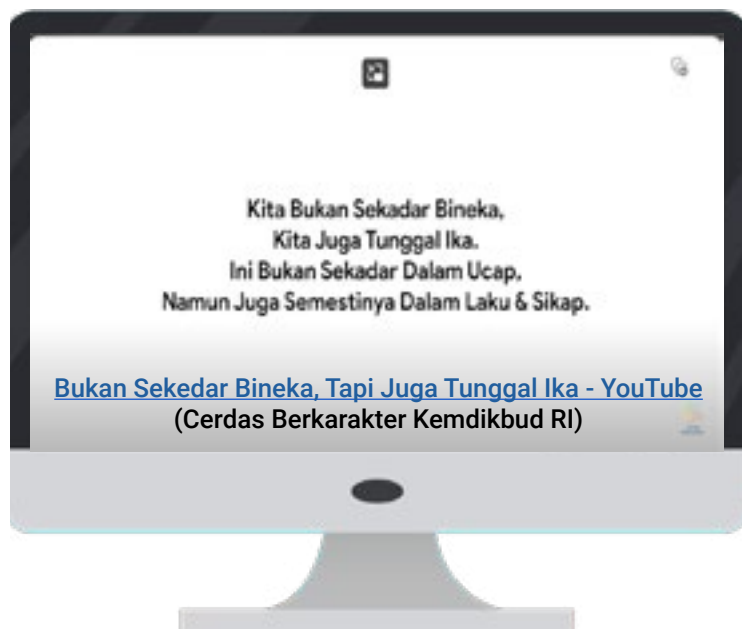 Kita Bukan Sekadar Bineka,
Kita Juga Tunggal Ika.
Ini Bukan Sekadar Dalam Ucap,
Namun Juga Semestinya Dalam Laku & Sikap.
Bukan Sekedar Bineka, Tapi Juga Tunggal Ika - YouTube
(Cerdas Berkarakter Kemdikbud RI)